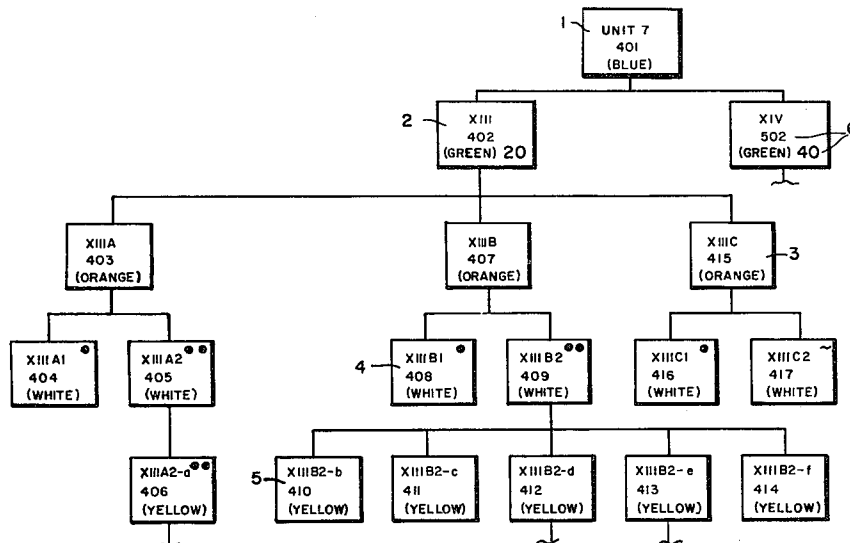 1
UNIT 7
401
(BLUE)
2
XIII
402
(GREEN) 20
XIV
502
(GREEN) 40
6
XIIIA
403
(ORANGE)
XIIIB
407
(ORANGE)
XIIIC
415
(ORANGE)
3
XIIIA1
404
(WHITE)
XIIIA2
405
(WHITE)
4
XIIIB1
408
(WHITE)
XIIIB2
409
(WHITE)
XIIIC1
416
(WHITE)
XIIIC2
417
(WHITE)
XIIIA2-a
406
(YELLOW)
5
XIIIB2-b
410
(YELLOW)
XIIIB2-c
411
(YELLOW)
XIIIB2-d
412
(YELLOW)
XIIIB2-e
413
(YELLOW)
XIIIB2-f
414
(YELLOW)